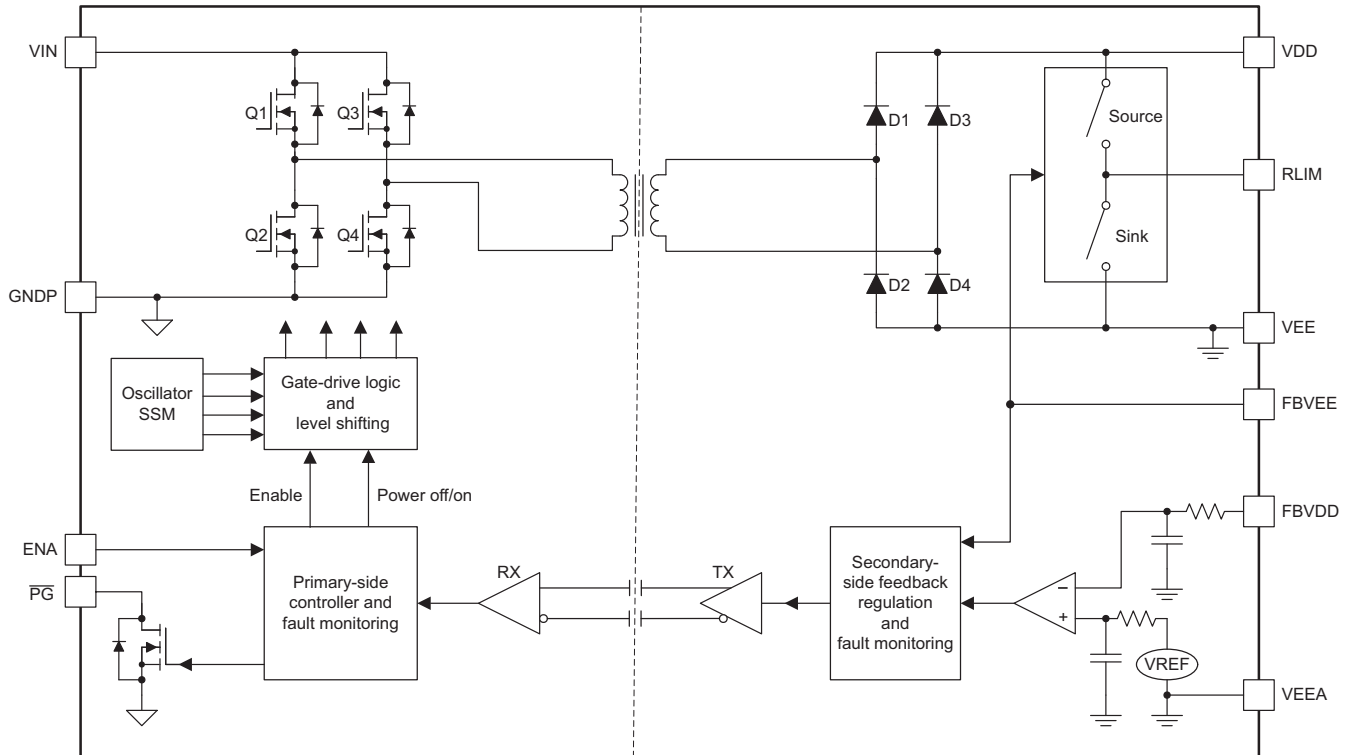 VIN
VDD
Q1
Q3
D1
D3
Source
RLIM
Q2
Q4
Sink
D2
D4
GNDP
VEE
Oscillator
SSM
Gate-drive logic
and
level shifting
FBVEE
Enable
Power off/on
FBVDD
ENA
PG
Primary-side
controller and
fault monitoring
RX
TX
Secondary-
side feedback
regulation
and
fault monitoring
–
+
VREF
VEEA